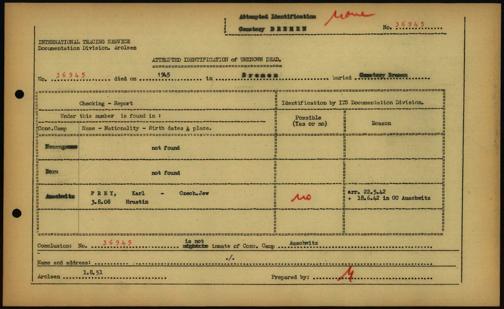 Attempted Identification
Cemetery BREMEN
None
No. 36945
INTERNATIONAL TRACING SERVICE
Documentation Division. Arolsen
ATTEMPTED IDENTIFICATION of UNKNOWN DEAD.
No. 36945 died on 1945 in Bremen buried Cemetery Bremen
Checking - Report
Identification by ITS Documentation Division.
Under this number is found in :
Possible (Yes or no)
Reason
Conc.Camp
Name - Nationality - Birth dates & place.
Neuengamme not found
Dora not found
Auschwitz FREY, Karl - Czech.Jew
3.8.06 Hrustin
no
arr. 22.5.42
+ 18.6.42 in CC Auschwitz
Conclusion: No. 36945 is not inmate of Conc. Camp Auschwitz
Name and address: ./.
Arolsen 1.8.51
Prepared by: